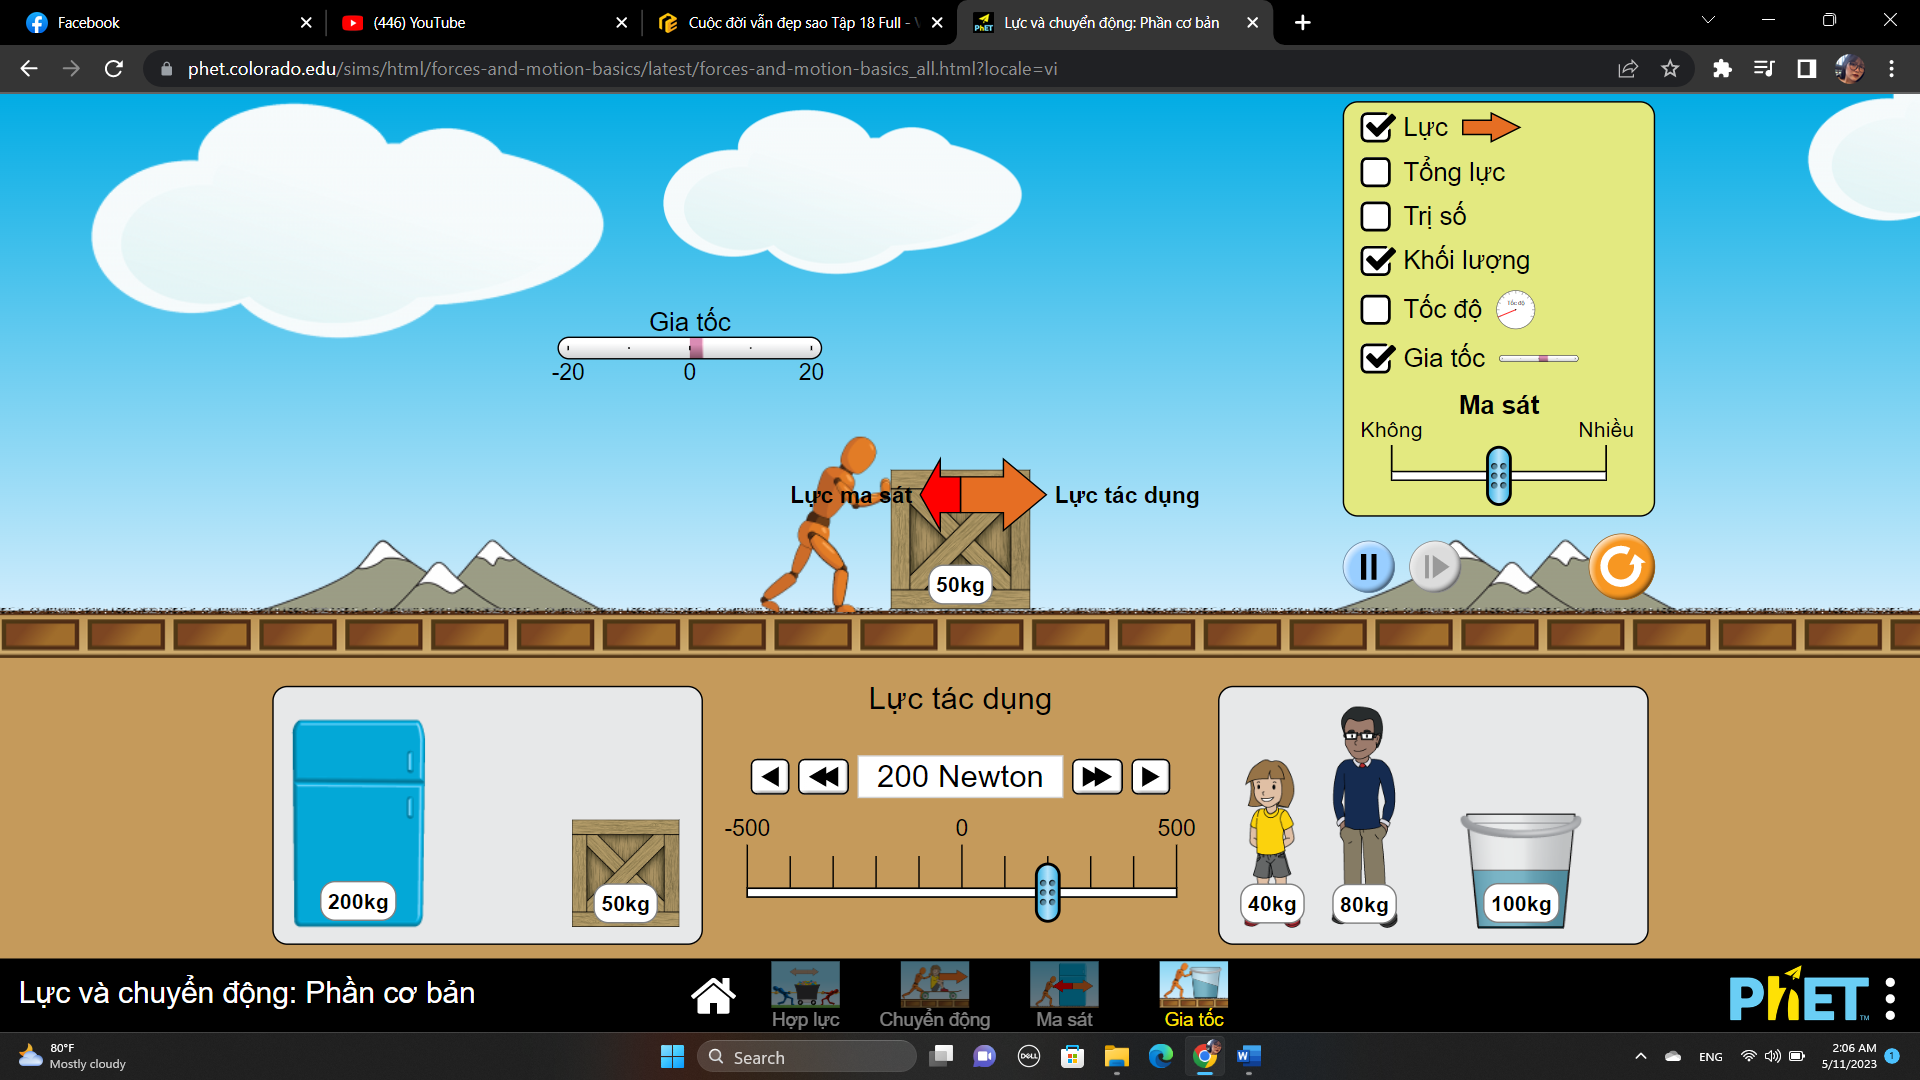 Facebook
(446) YouTube
Cuộc đời vẫn đẹp sao Tập 18 Full -
Lực và chuyển động: Phần cơ bản
phet.colorado.edu/sims/html/forces-and-motion-basics/latest/forces-and-motion-basics_all.html?locale=vi
Lực
Tổng lực
Trị số
Khối lượng
Tốc độ
Tốc độ
Gia tốc
Ma sát
Không
Nhiều
Gia tốc
-20 0 20
Lực ma sát
Lực tác dụng
50kg
Lực tác dụng
200 Newton
-500 0 500
200kg
50kg
40kg
80kg
100kg
Lực và chuyển động: Phần cơ bản
Hợp lực
Chuyển động
Ma sát
Gia tốc
PhET
TM
80°F
Mostly cloudy
Search
DELL
W
ENG
2:06 AM
5/11/2023
1